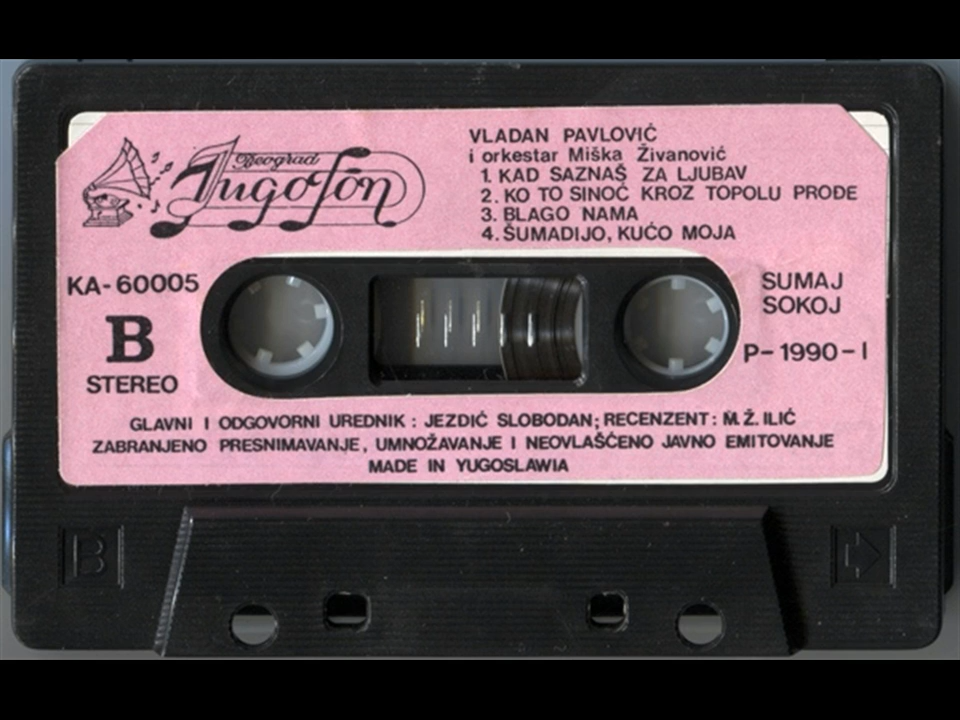 Beograd
Jugofon
VLADAN PAVLOVIĆ
i orkestar Miška Živanović
1. KAD SAZNAŠ ZA LJUBAV
2. KO TO SINOĆ KROZ TOPOLU PROĐE
3. BLAGO NAMA
4. ŠUMADIJO, KUĆO MOJA
KA-60005
B
STEREO
SUMAJ
SOKOJ
P-1990-I
GLAVNI I ODGOVORNI UREDNIK : JEZDIĆ SLOBODAN; RECENZENT : M. Ž. ILIĆ
ZABRANJENO PRESNIMAVANJE, UMNOŽAVANJE I NEOVLAŠĆENO JAVNO EMITOVANJE
MADE IN YUGOSLAWIA
B